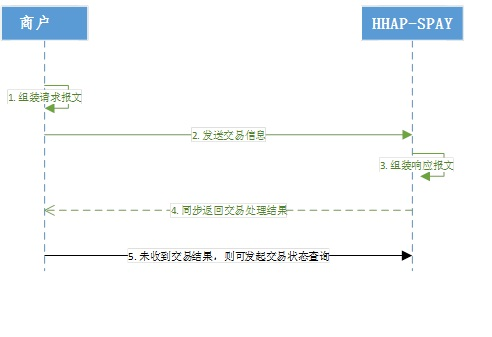 商户
HHAP-SPAY
1. 组装请求报文
2. 发送交易信息
3. 组装响应报文
4. 同步返回交易处理结果
5. 未收到交易结果，则可发起交易状态查询